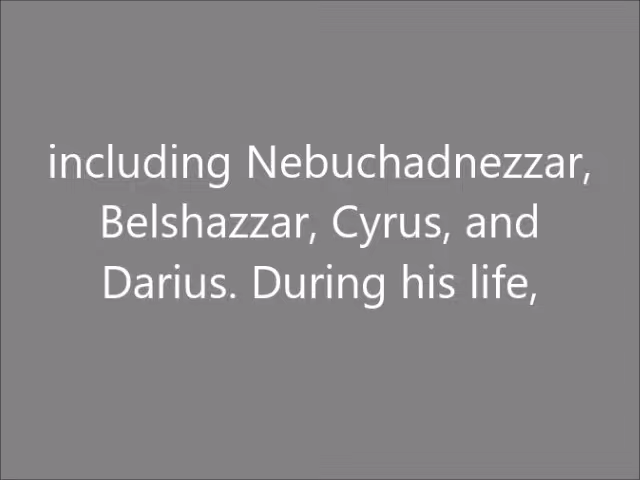 including Nebuchadnezzar,
Belshazzar, Cyrus, and
Darius. During his life,